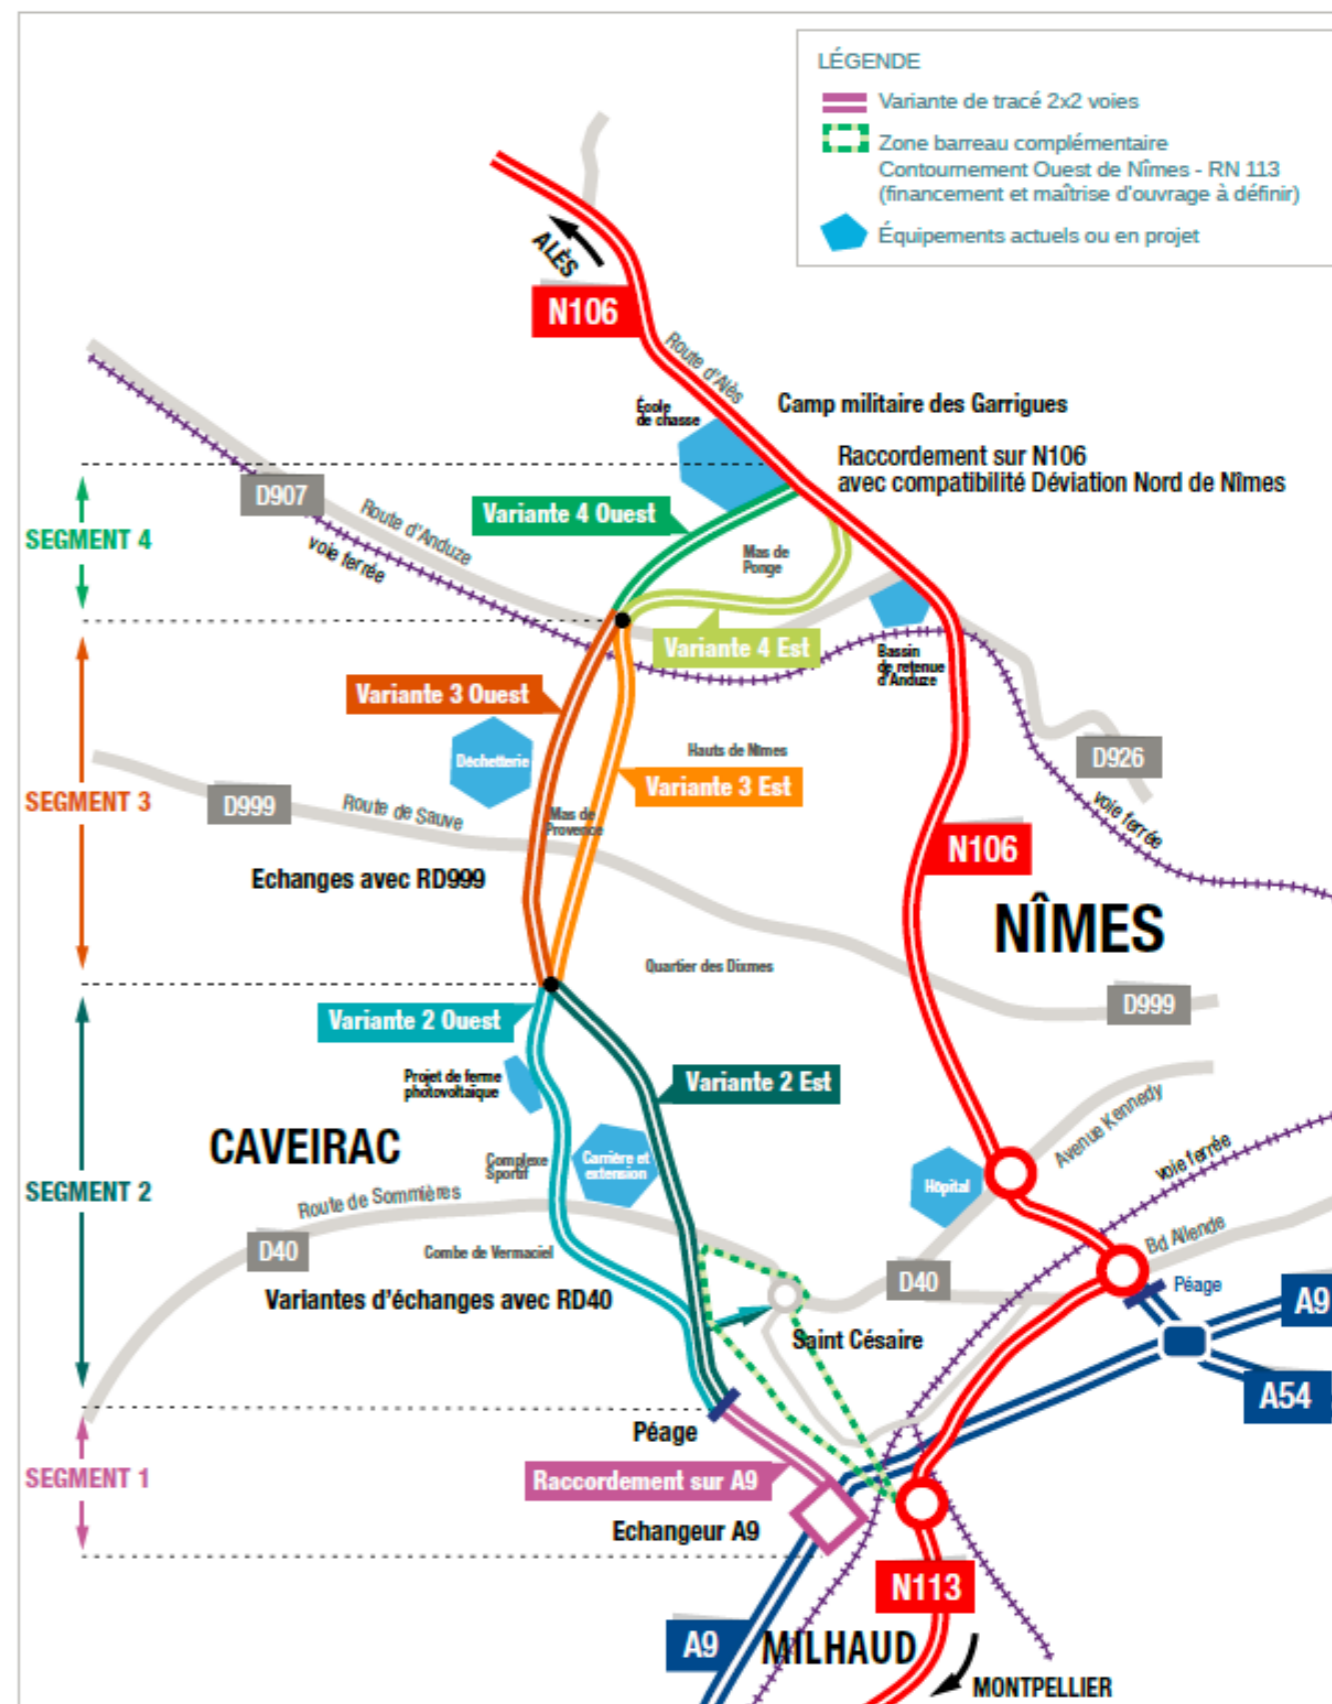 LÉGENDE
Variante de tracé 2x2 voies
Zone barreau complémentaire
Contournement Ouest de Nîmes - RN 113
(financement et maîtrise d'ouvrage à définir)
Équipements actuels ou en projet
ALÈS
N106
Route d'Alès
École
de chasse
Camp militaire des Garrigues
Raccordement sur N106
avec compatibilité Déviation Nord de Nîmes
D907
Route d'Anduze
Variante 4 Ouest
SEGMENT 4
voie ferrée
Mas de
Ponge
Variante 4 Est
Bassin
de retenue
d'Anduze
Variante 3 Ouest
Déchetterie
Hauts de Nîmes
D926
Variante 3 Est
SEGMENT 3
D999
Route de Sauve
Mas de
Provence
voie ferrée
N106
Echanges avec RD999
NÎMES
Quartier des Dixmes
D999
Variante 2 Ouest
Projet de ferme
photovoltaïque
Variante 2 Est
CAVEIRAC
Complexe
Sportif
Carrière et
extension
Avenue Kennedy
voie ferrée
SEGMENT 2
Route de Sommières
Hôpital
D40
Combe de Vermaciel
Bd Allende
D40
Péage
Variantes d'échanges avec RD40
A9
Saint Césaire
A54
Péage
SEGMENT 1
Raccordement sur A9
Echangeur A9
N113
A9
MILHAUD
MONTPELLIER